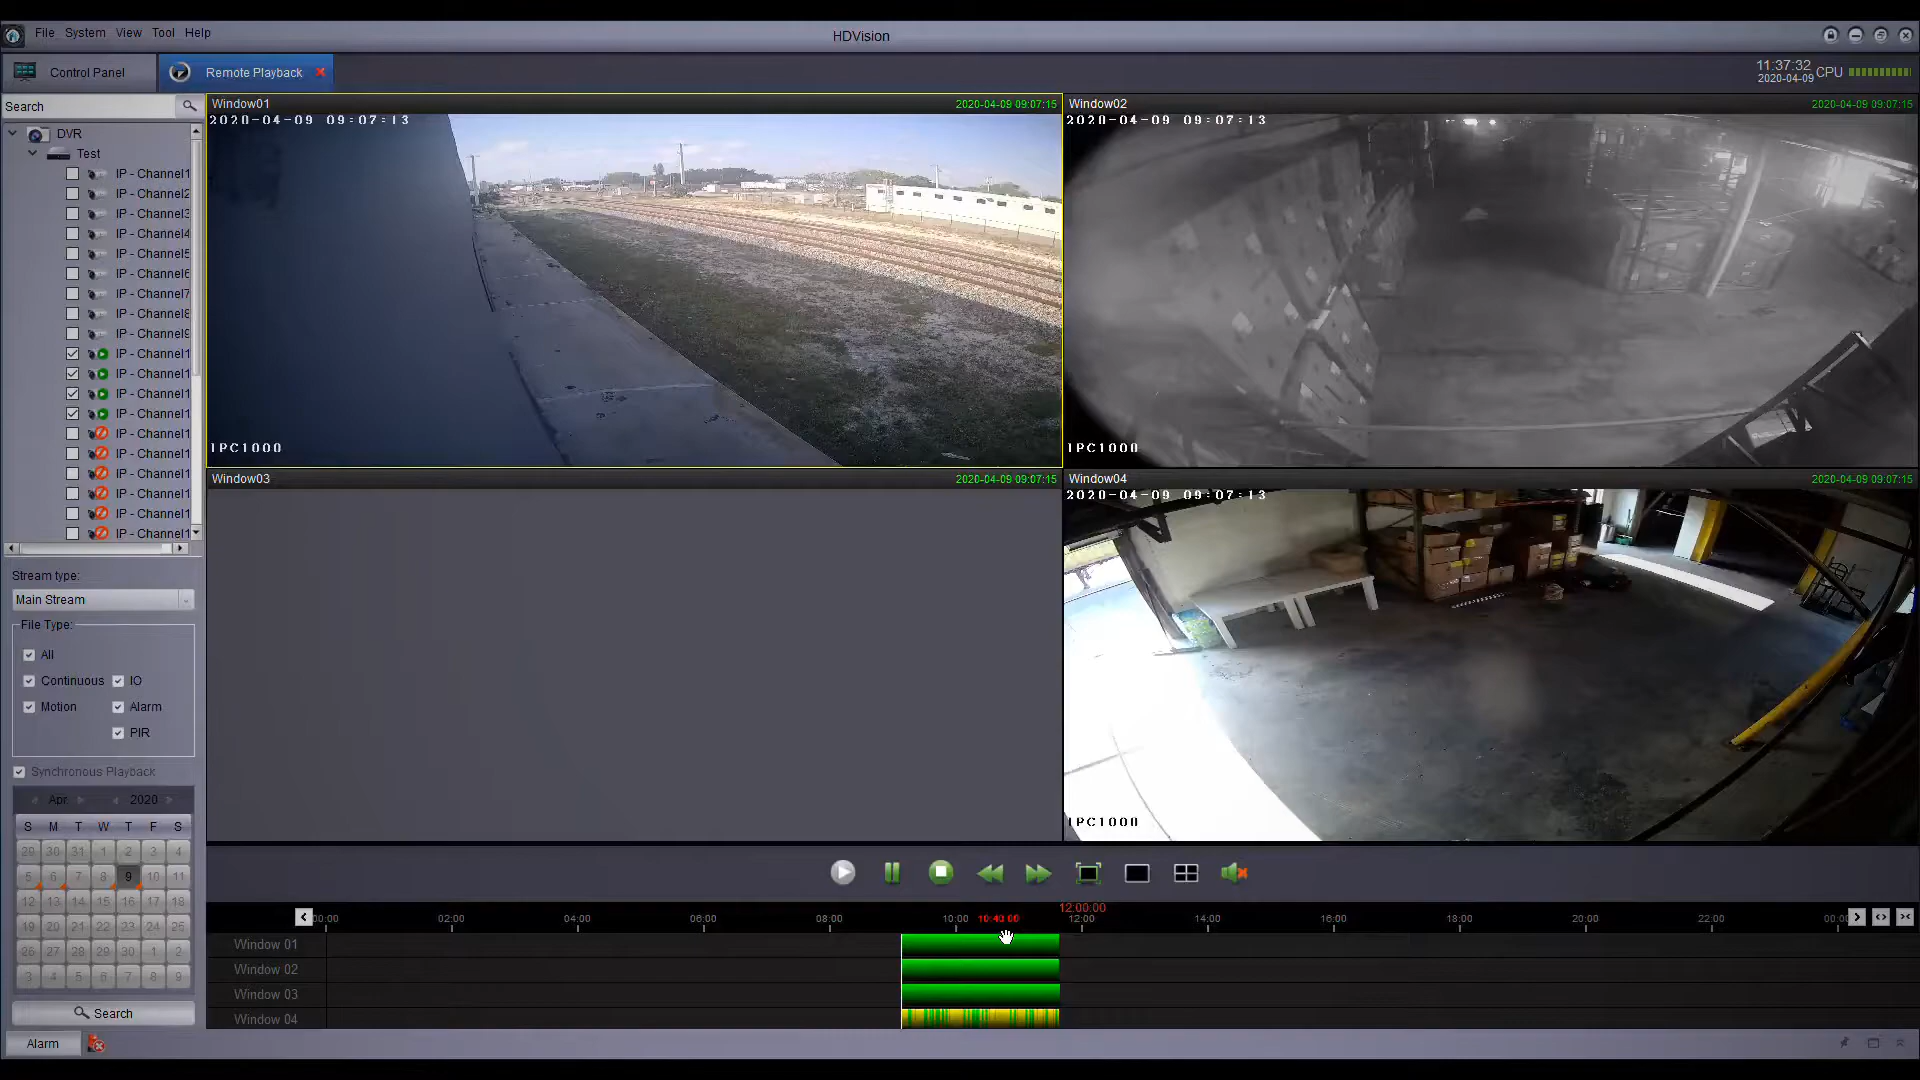 File System View Tool Help
HDVision
Control Panel
Remote Playback
11:37:32
2020-04-09
CPU
Search
DVR
Test
IP - Channel1
IP - Channel2
IP - Channel3
IP - Channel4
IP - Channel5
IP - Channel6
IP - Channel7
IP - Channel8
IP - Channel9
IP - Channel1
IP - Channel1
IP - Channel1
IP - Channel1
IP - Channel1
IP - Channel1
IP - Channel1
IP - Channel1
IP - Channel1
IP - Channel1
Stream type:
Main Stream
File Type:
All
Continuous IO
Motion Alarm
PIR
Synchronous Playback
Apr 2020
S M T W T F S
29 30 31 1 2 3 4
5 6 7 8 9 10 11
12 13 14 15 16 17 18
19 20 21 22 23 24 25
26 27 28 29 30 1 2
3 4 5 6 7 8 9
Search
Alarm
Window01 2020-04-09 09:07:15
2020-04-09 09:07:13
IPC1000
Window02 2020-04-09 09:07:15
2020-04-09 09:07:13
IPC1000
Window03 2020-04-09 09:07:15
Window04 2020-04-09 09:07:15
2020-04-09 09:07:13
IPC1000
12:00:00
00:00 02:00 04:00 06:00 08:00 10:00 10:40:00 12:00 14:00 16:00 18:00 20:00 22:00 00:0
Window 01
Window 02
Window 03
Window 04